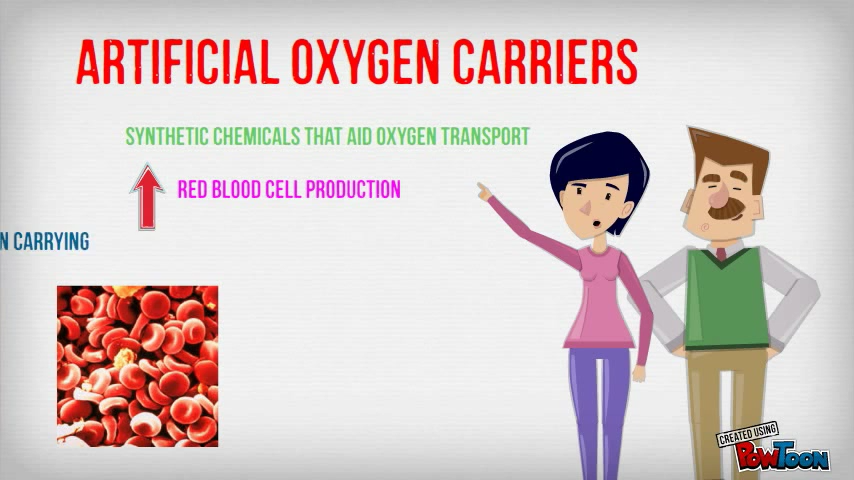 ARTIFICIAL OXYGEN CARRIERS
SYNTHETIC CHEMICALS THAT AID OXYGEN TRANSPORT
RED BLOOD CELL PRODUCTION
N CARRYING
CREATED USING
POWTOON